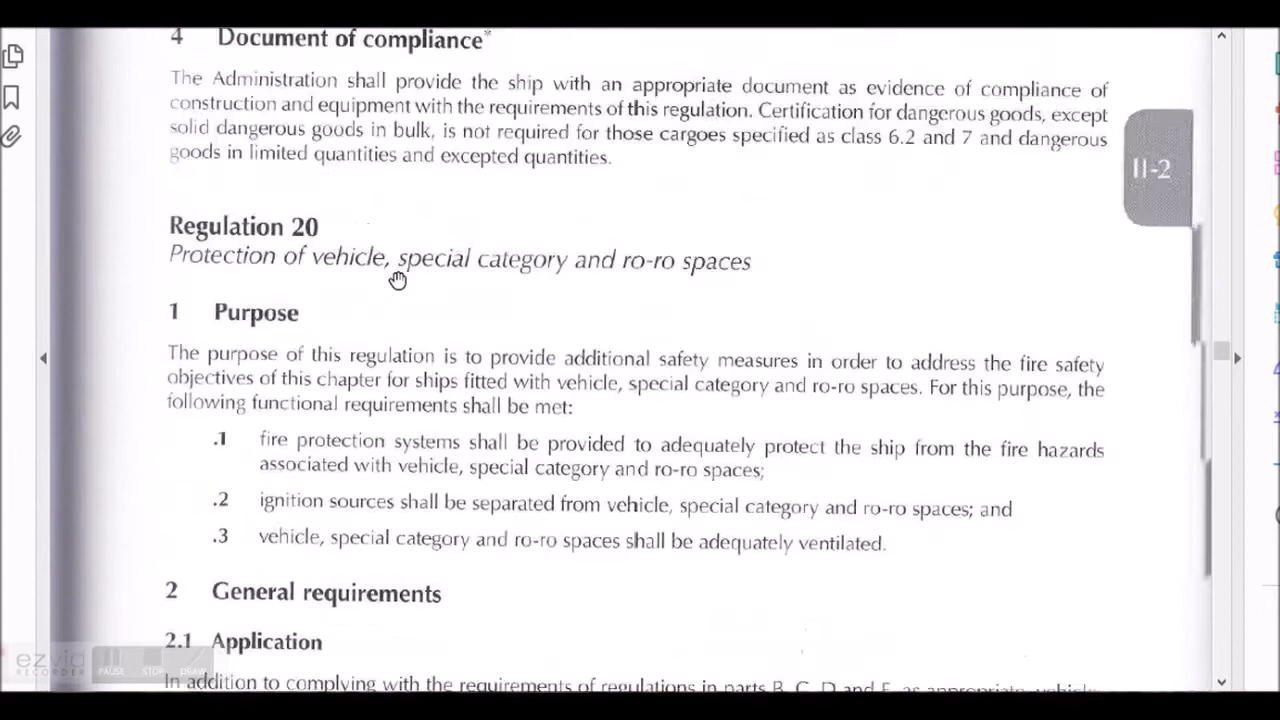 4 Document of compliance*
The Administration shall provide the ship with an appropriate document as evidence of compliance of
construction and equipment with the requirements of this regulation. Certification for dangerous goods, except
solid dangerous goods in bulk, is not required for those cargoes specified as class 6.2 and 7 and dangerous
goods in limited quantities and excepted quantities.
II-2
Regulation 20
Protection of vehicle, special category and ro-ro spaces
1 Purpose
The purpose of this regulation is to provide additional safety measures in order to address the fire safety
objectives of this chapter for ships fitted with vehicle, special category and ro-ro spaces. For this purpose, the
following functional requirements shall be met:
.1 fire protection systems shall be provided to adequately protect the ship from the fire hazards
associated with vehicle, special category and ro-ro spaces;
.2 ignition sources shall be separated from vehicle, special category and ro-ro spaces; and
.3 vehicle, special category and ro-ro spaces shall be adequately ventilated.
2 General requirements
2.1 Application
In addition to complying with the requirements of regulations in parts B, C, D and E, as appropriate, vehicle,
ezvid
RECORDER
PAUSE STOP DRAW